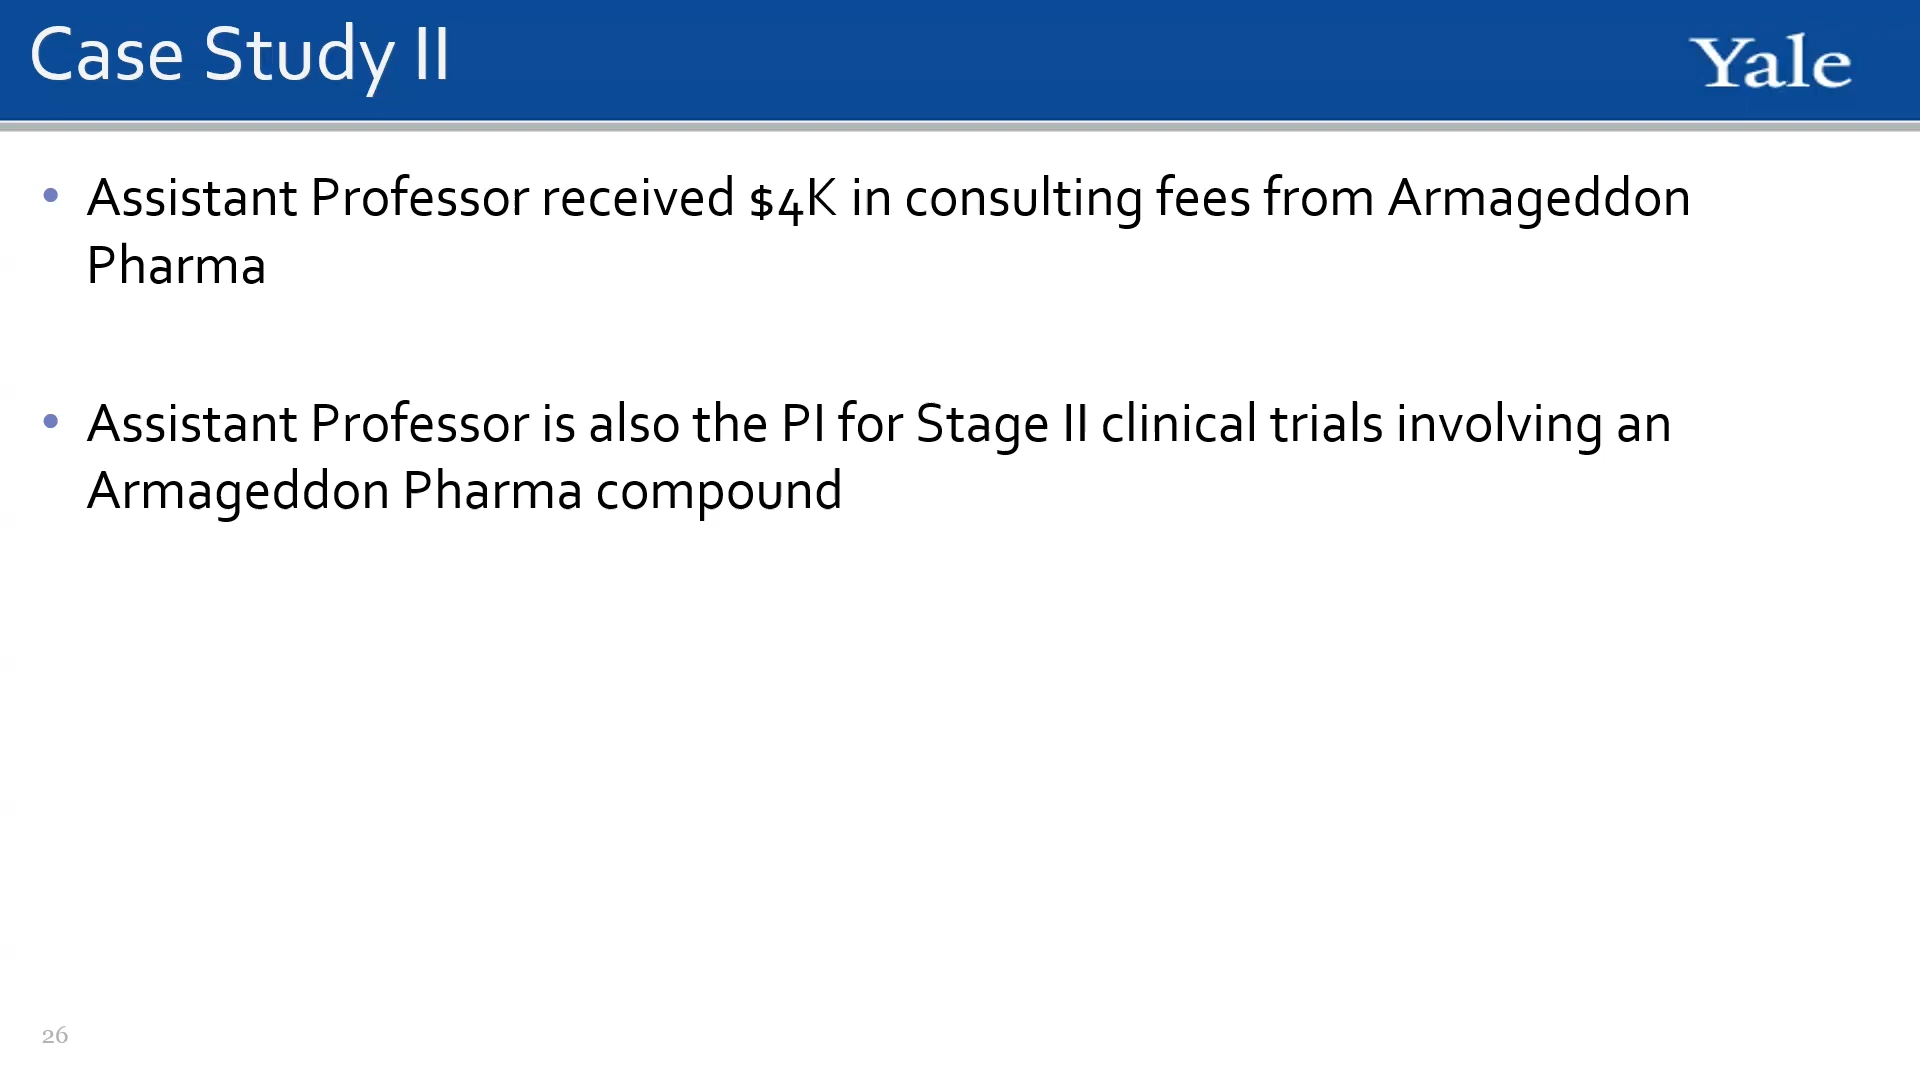 Case Study II
Yale
• Assistant Professor received $4K in consulting fees from Armageddon
Pharma
• Assistant Professor is also the PI for Stage II clinical trials involving an
Armageddon Pharma compound
26